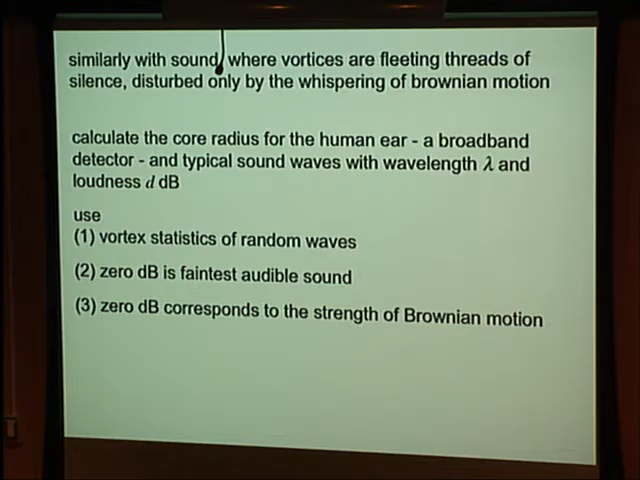 similarly with sound, where vortices are fleeting threads of
silence, disturbed only by the whispering of brownian motion
calculate the core radius for the human ear - a broadband
detector - and typical sound waves with wavelength λ and
loudness d dB
use
(1) vortex statistics of random waves
(2) zero dB is faintest audible sound
(3) zero dB corresponds to the strength of Brownian motion